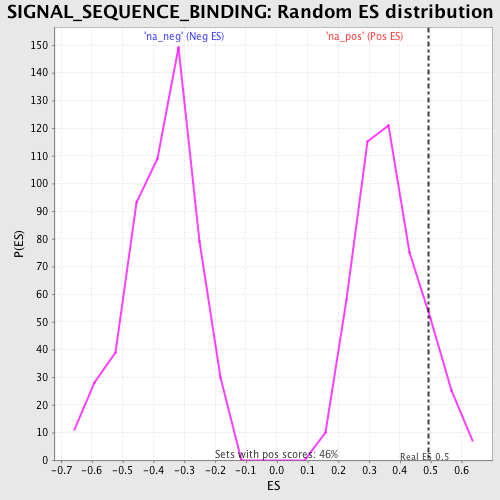 SIGNAL_SEQUENCE_BINDING: Random ES distribution
'na_neg' (Neg ES)
'na_pos' (Pos ES)
150
140
130
120
110
100
90
80
70
60
50
40
30
20
10
0
P(ES)
Sets with pos scores: 46%
Real ES 0.5
-0.7 -0.6 -0.5 -0.4 -0.3 -0.2 -0.1 -0.0 0.1 0.2 0.3 0.4 0.5 0.6
ES